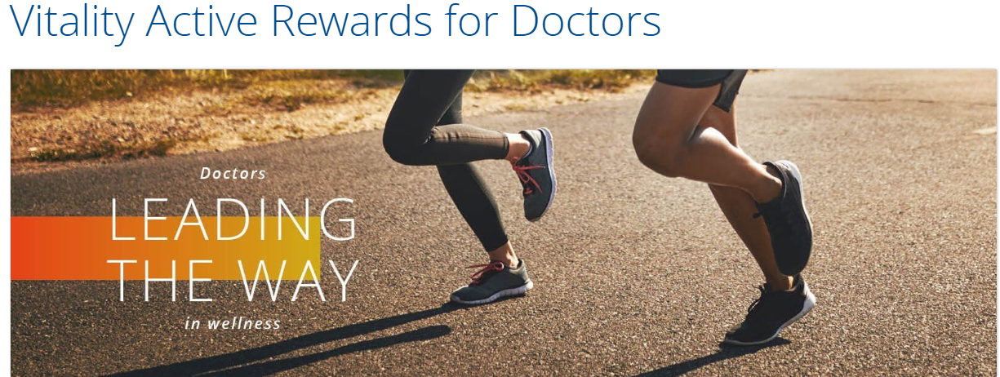 Vitality Active Rewards for Doctors
Doctors
LEADING
THE WAY
in wellness